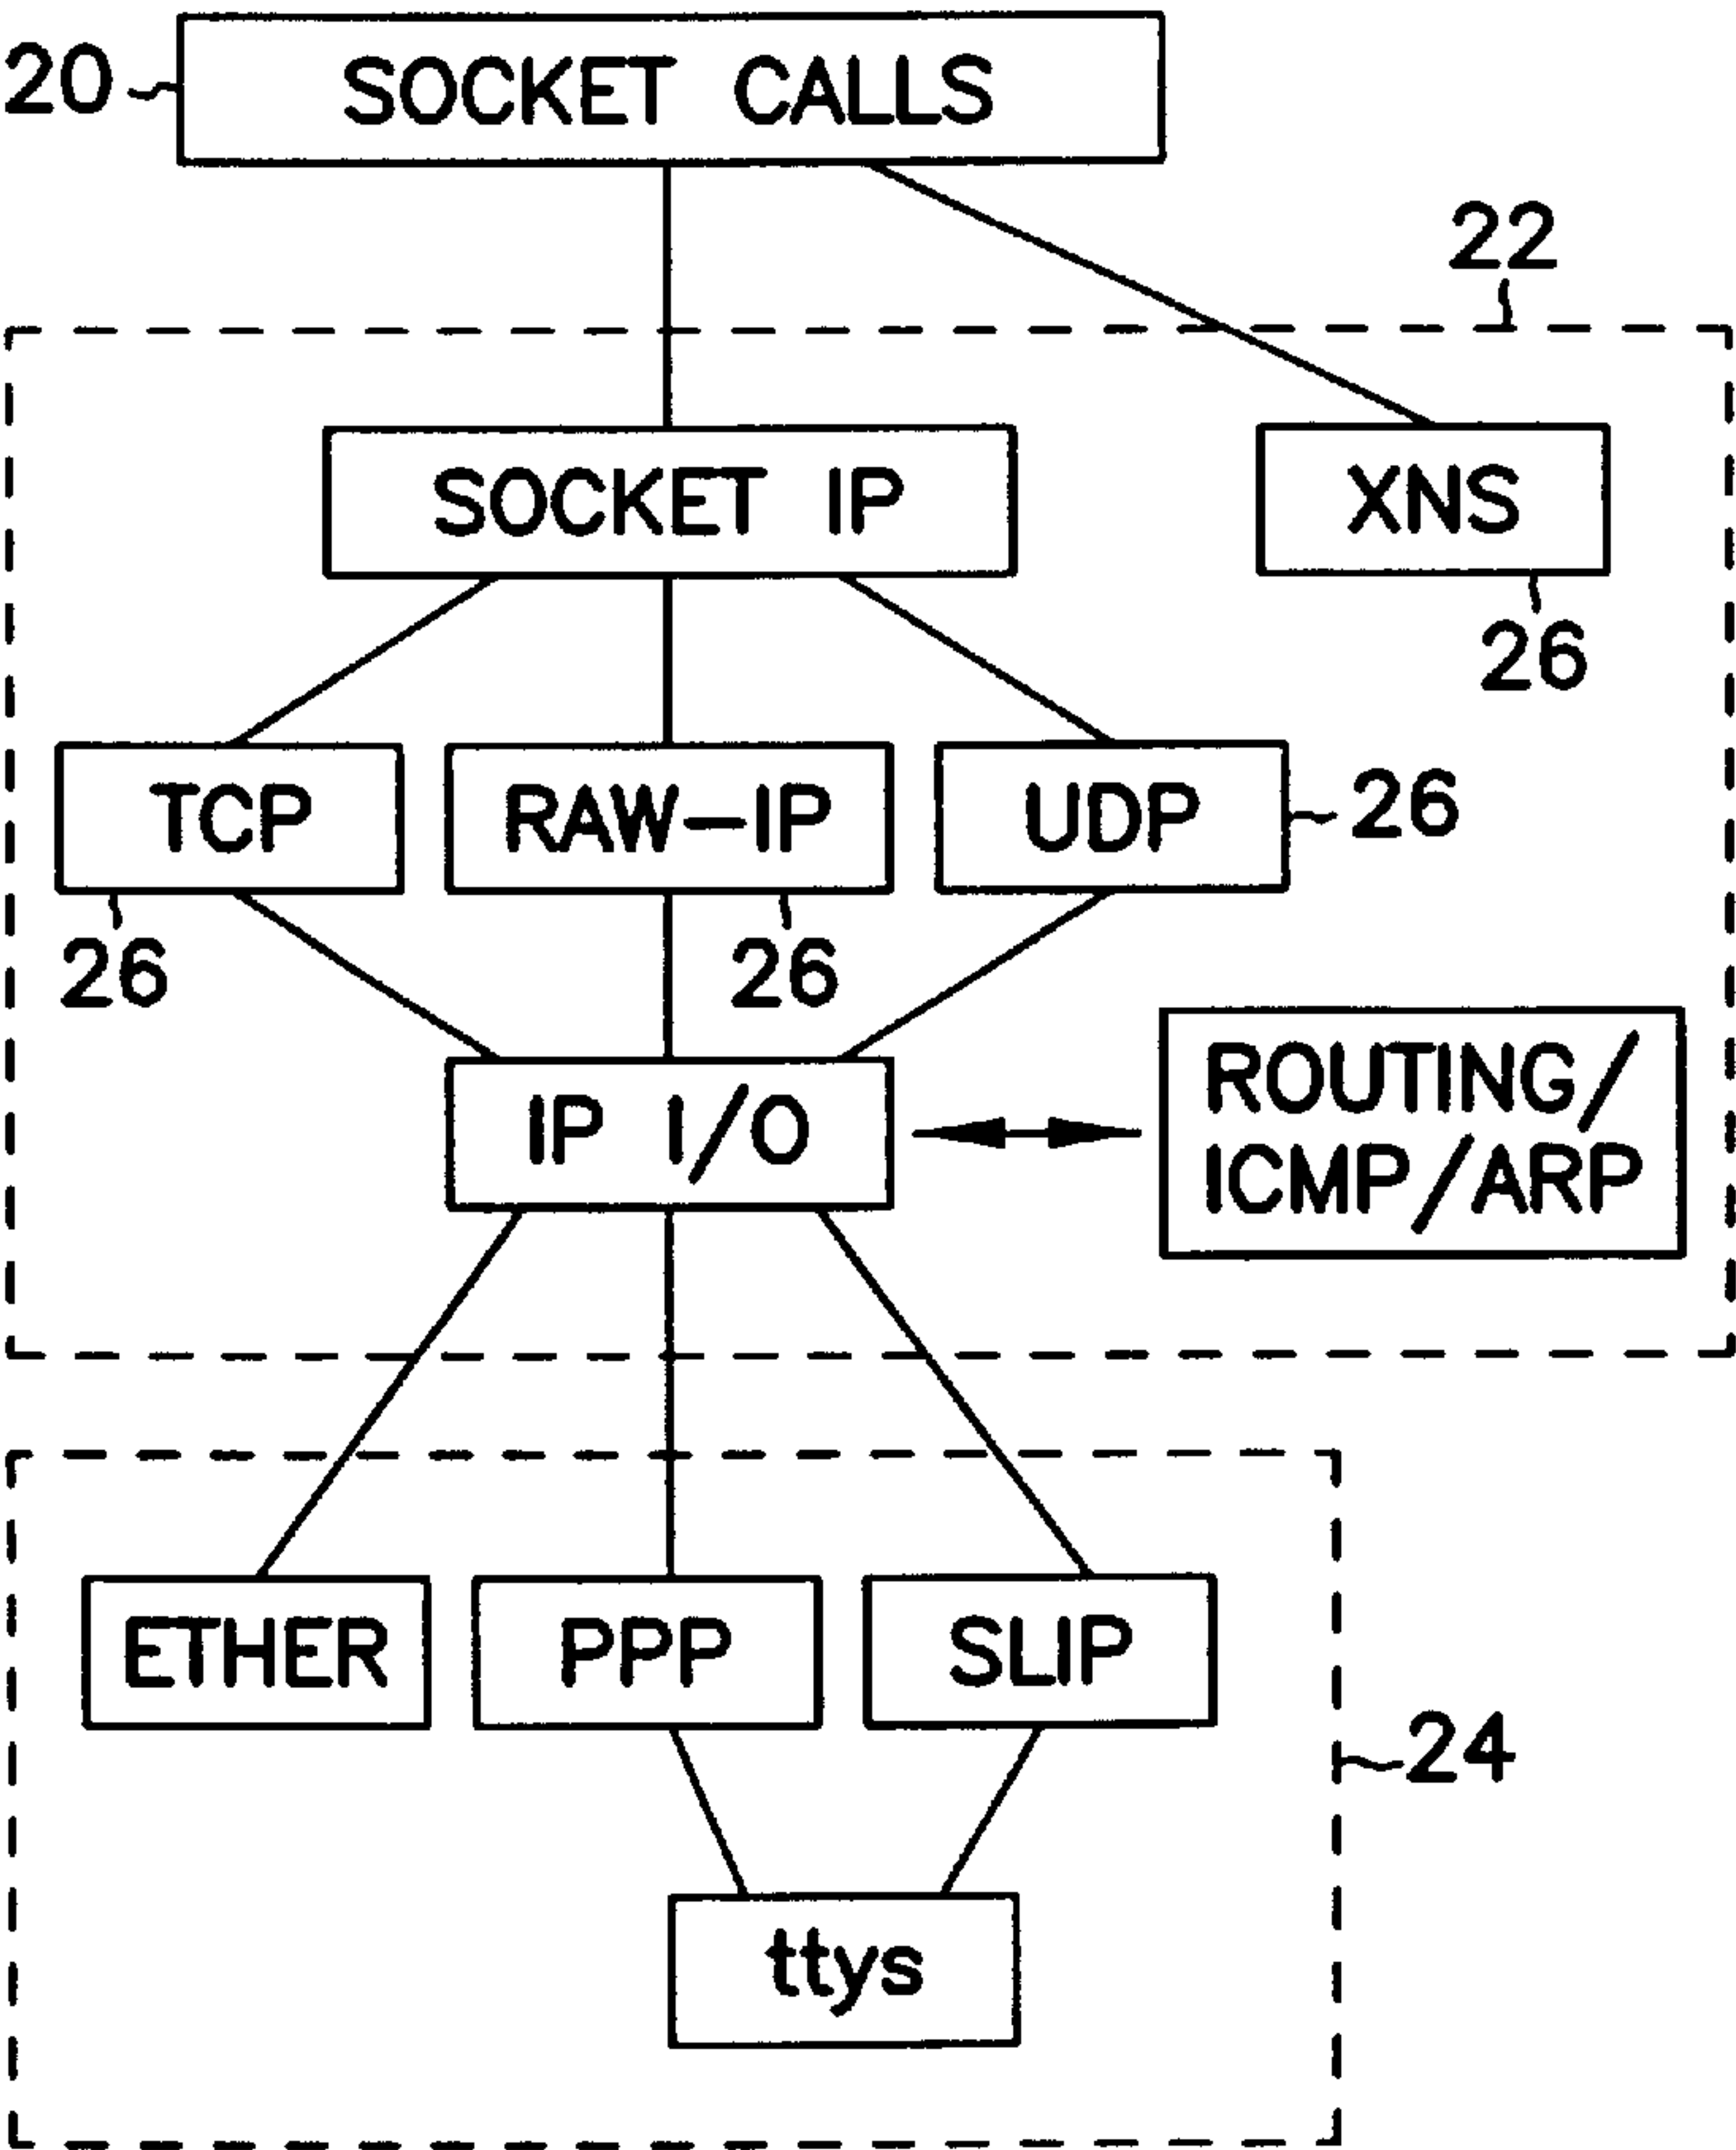 20
SOCKET CALLS
22
SOCKET IP
XNS
26
TCP
RAW-IP
UDP
26
26
26
IP I/O
ROUTING/
ICMP/ARP
ETHER
PPP
SLIP
24
ttys